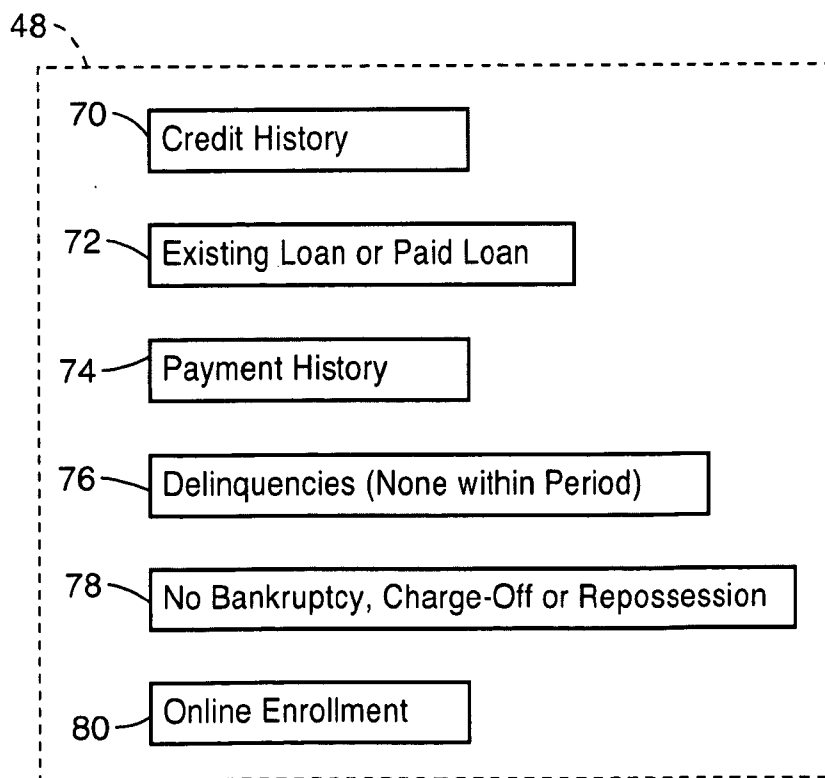 48
70 Credit History
72 Existing Loan or Paid Loan
74 Payment History
76 Delinquencies (None within Period)
78 No Bankruptcy, Charge-Off or Repossession
80 Online Enrollment